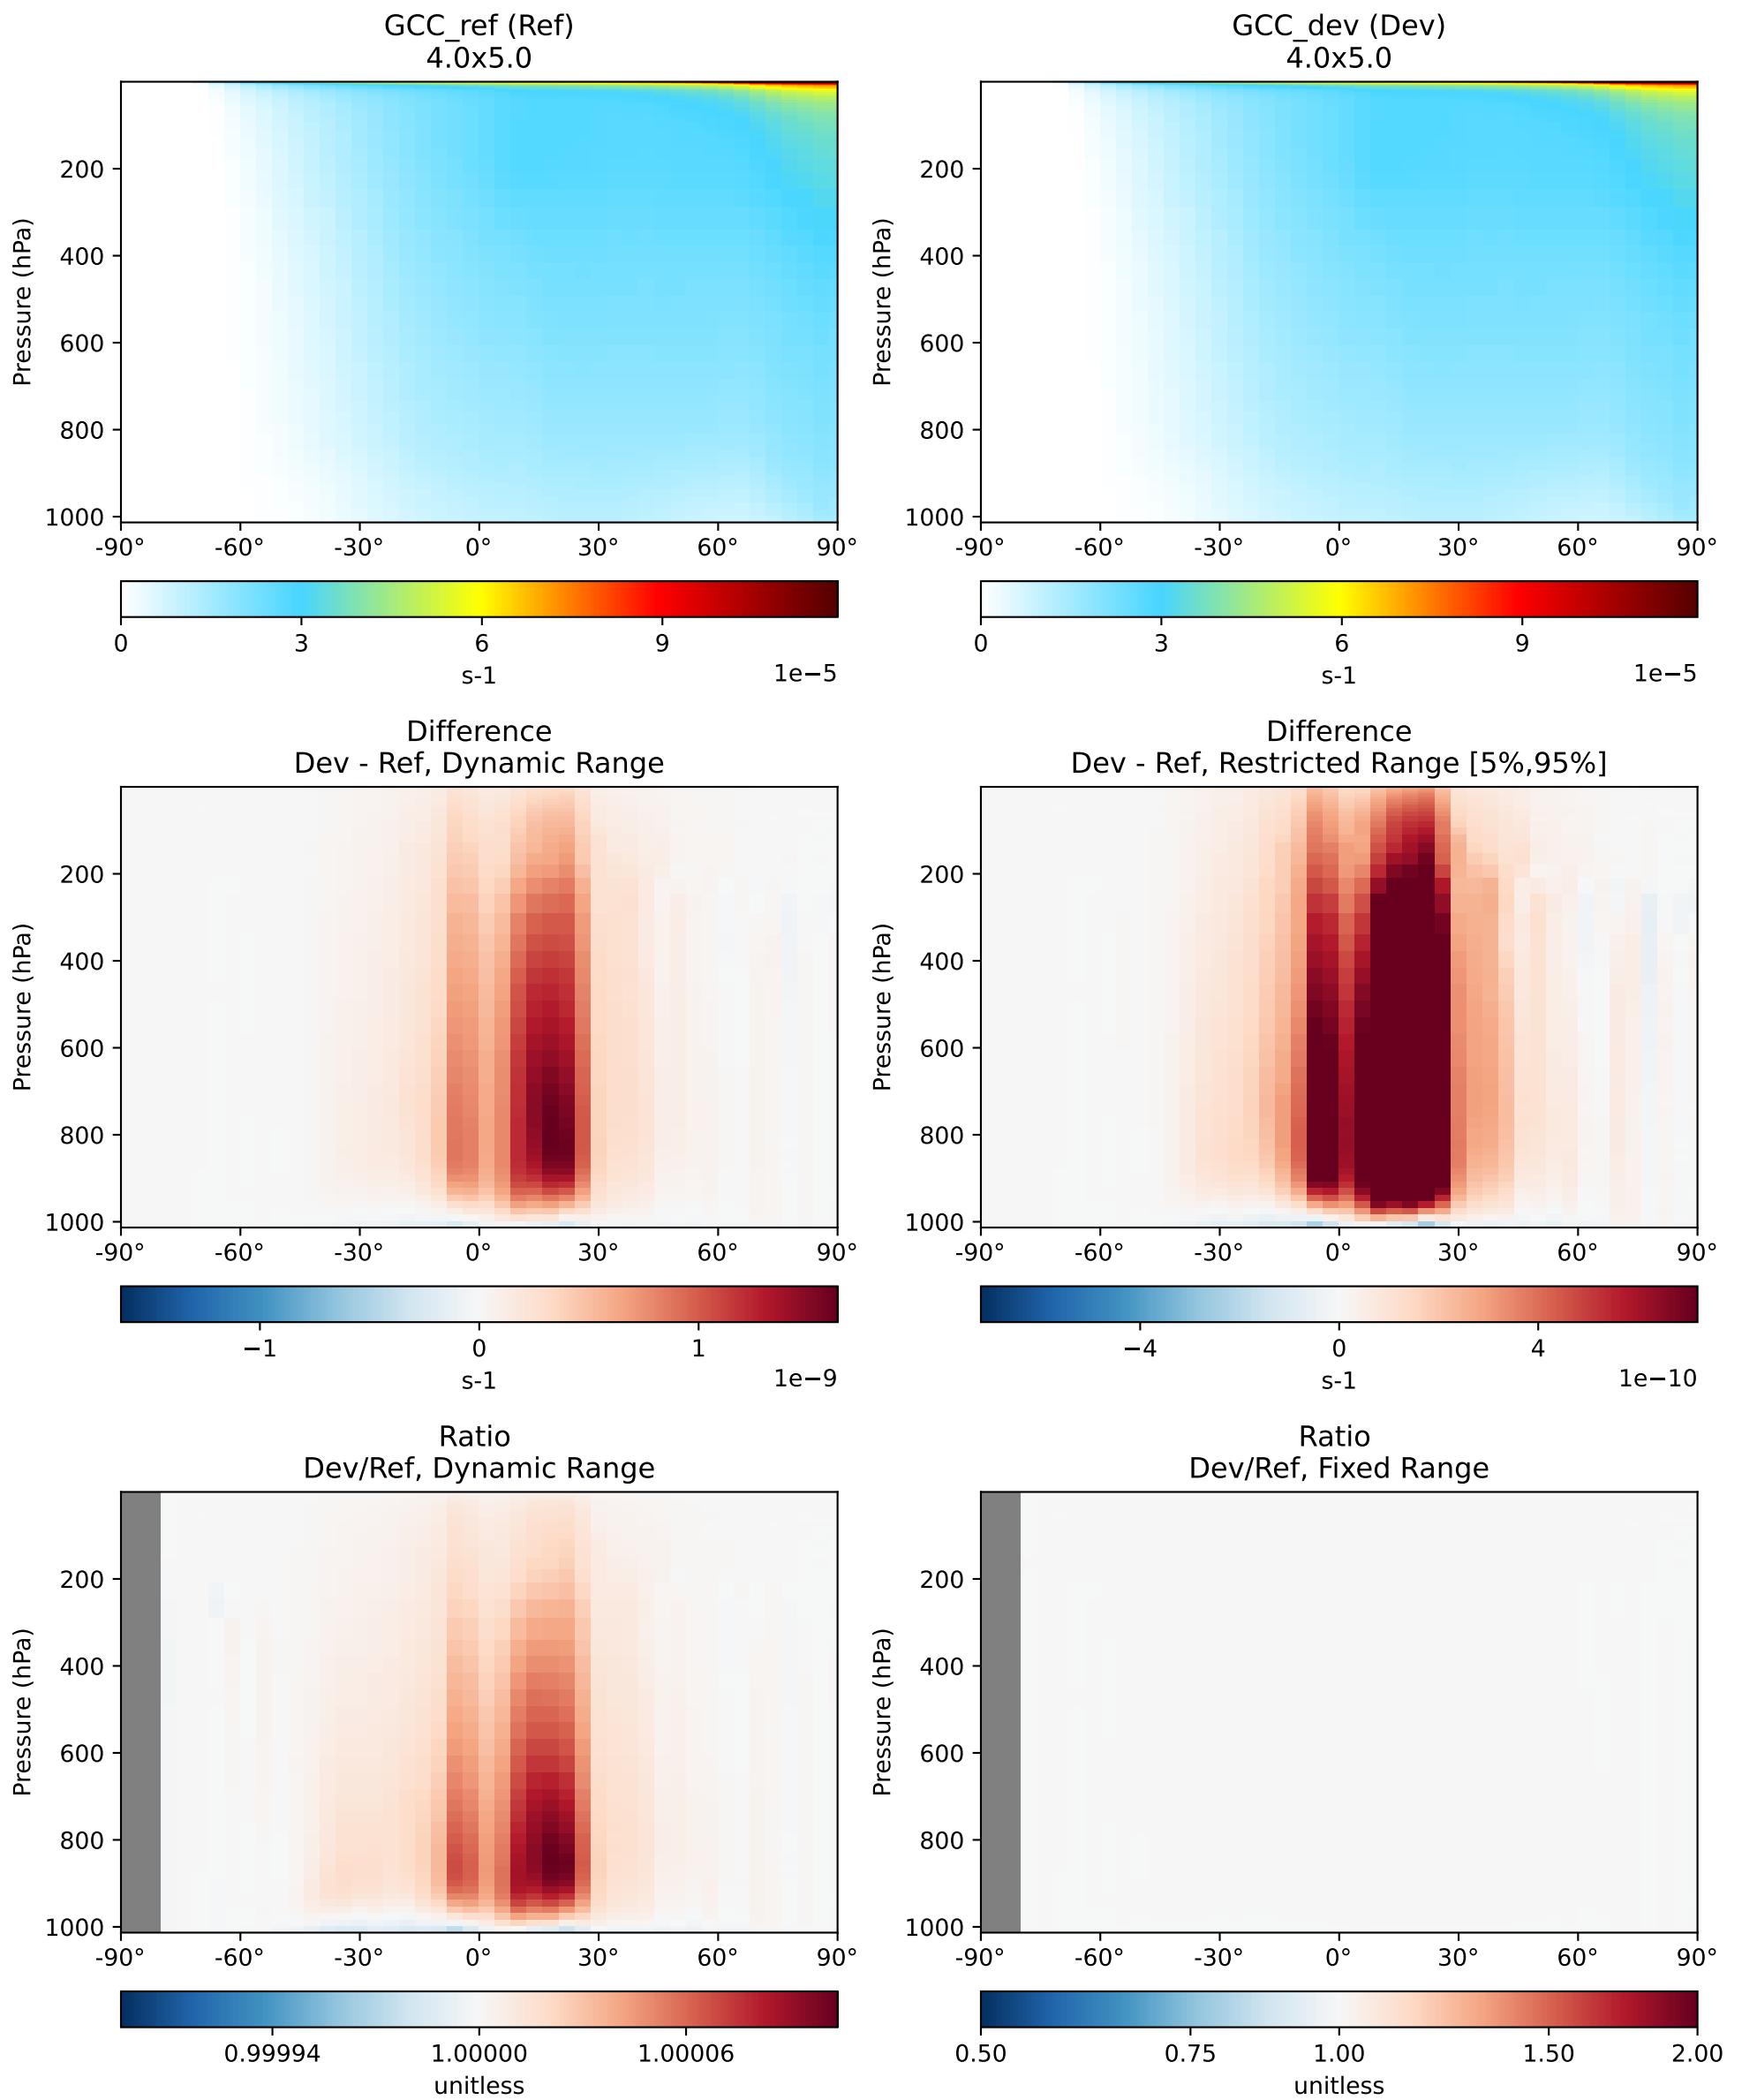 GCC_ref (Ref)
4.0x5.0
Pressure (hPa)
200
400
600
800
1000
-90° -60° -30° 0° 30° 60° 90°
0 3 6 9
s-1
1e−5
GCC_dev (Dev)
4.0x5.0
Pressure (hPa)
200
400
600
800
1000
-90° -60° -30° 0° 30° 60° 90°
0 3 6 9
s-1
1e−5
Difference
Dev - Ref, Dynamic Range
Pressure (hPa)
200
400
600
800
1000
-90° -60° -30° 0° 30° 60° 90°
−1 0 1
s-1
1e−9
Difference
Dev - Ref, Restricted Range [5%,95%]
Pressure (hPa)
200
400
600
800
1000
-90° -60° -30° 0° 30° 60° 90°
−4 0 4
s-1
1e−10
Ratio
Dev/Ref, Dynamic Range
Pressure (hPa)
200
400
600
800
1000
-90° -60° -30° 0° 30° 60° 90°
0.99994 1.00000 1.00006
unitless
Ratio
Dev/Ref, Fixed Range
Pressure (hPa)
200
400
600
800
1000
-90° -60° -30° 0° 30° 60° 90°
0.50 0.75 1.00 1.50 2.00
unitless